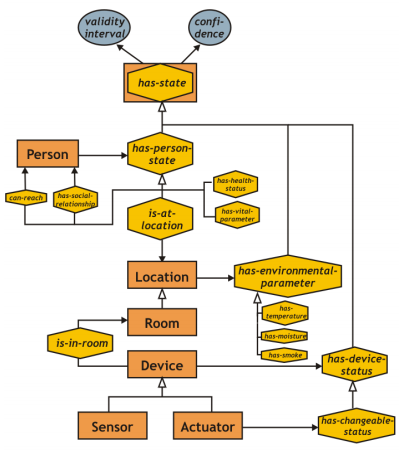 validity
interval
confi-
dence
has-state
Person
has-person-
state
has-health-
status
can-reach
has-social-
relationship
has-vital-
parameter
is-at-
location
Location
has-environmental-
parameter
Room
has-
temperature
has-moisture
is-in-room
has-smoke
Device
has-device-
status
Sensor
Actuator
has-changeable-
status